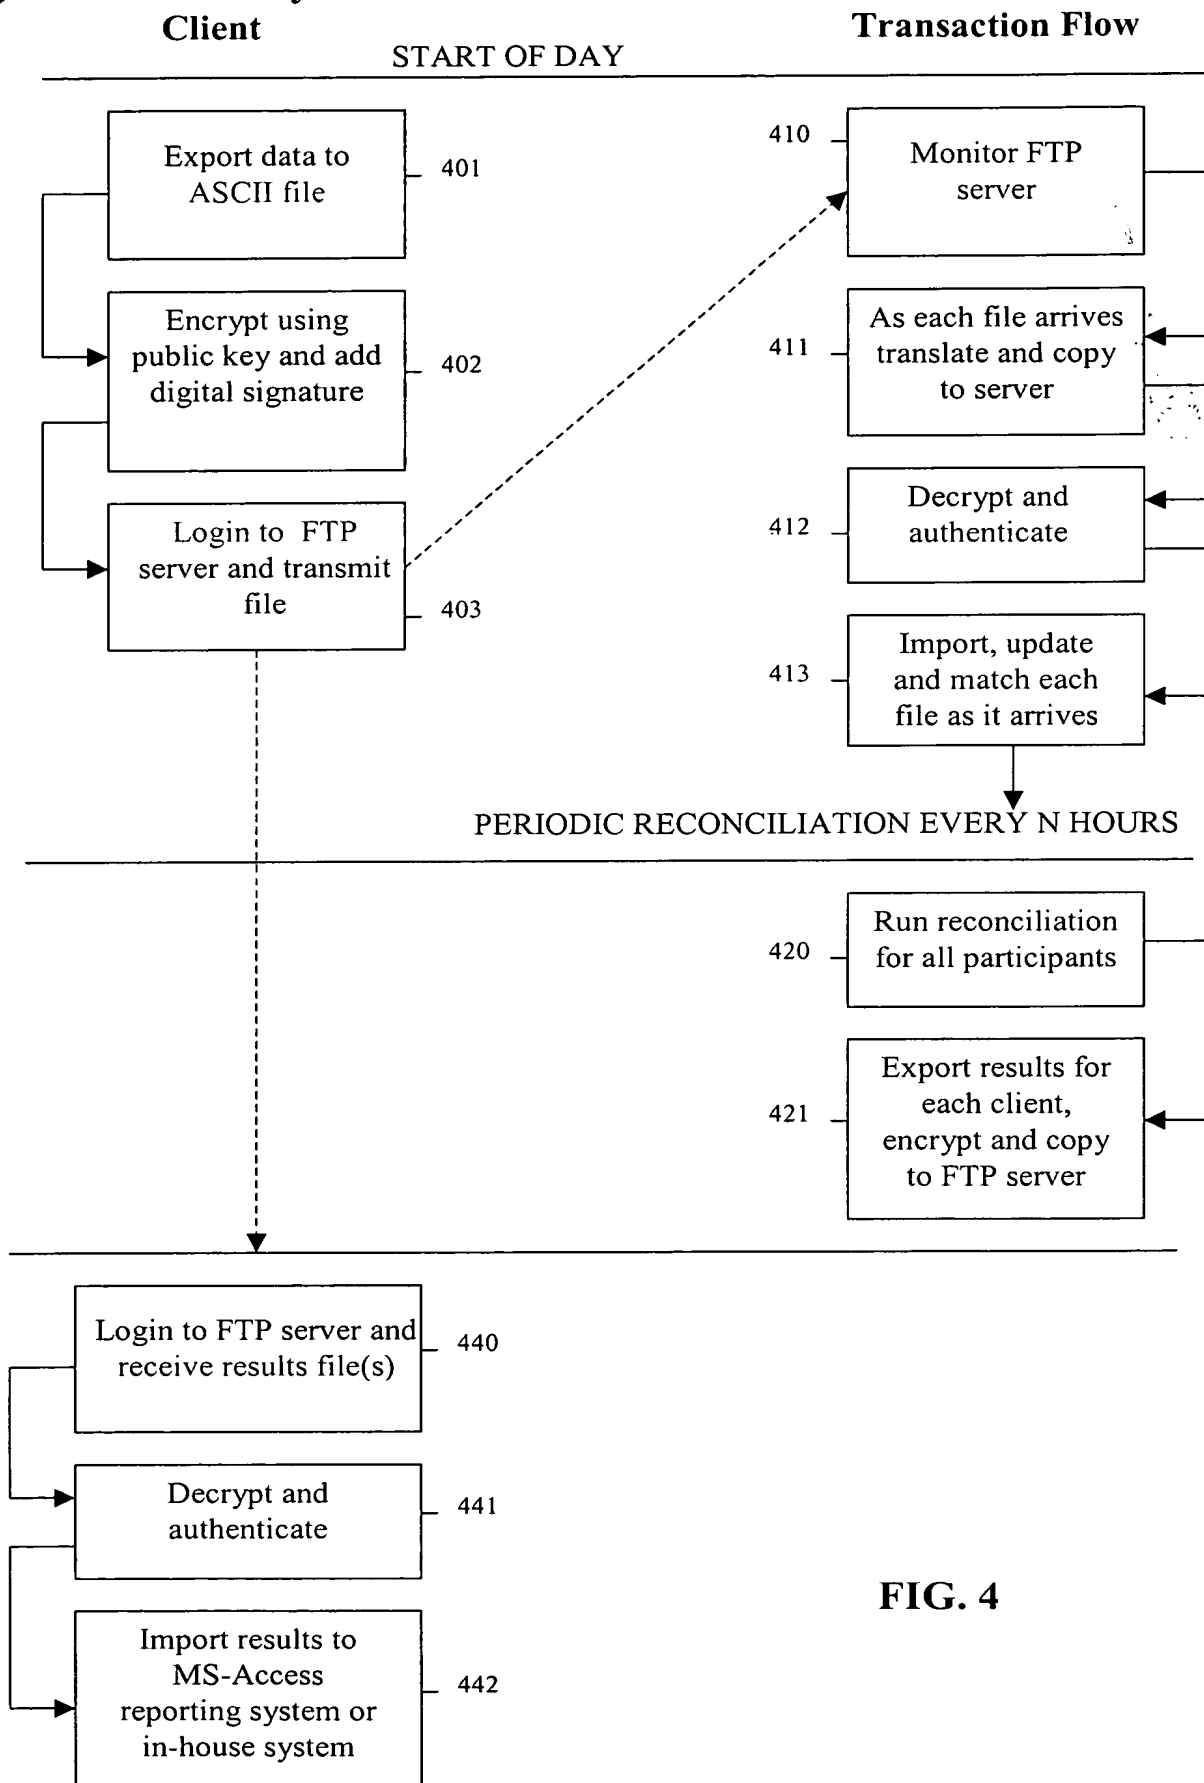 Client
Transaction Flow
START OF DAY
Export data to
ASCII file
401
Encrypt using
public key and add
digital signature
402
Login to FTP
server and transmit
file
403
410
Monitor FTP
server
411
As each file arrives
translate and copy
to server
412
Decrypt and
authenticate
413
Import, update
and match each
file as it arrives
PERIODIC RECONCILIATION EVERY N HOURS
420
Run reconciliation
for all participants
421
Export results for
each client,
encrypt and copy
to FTP server
Login to FTP server and
receive results file(s)
440
Decrypt and
authenticate
441
Import results to
MS-Access
reporting system or
in-house system
442
FIG. 4